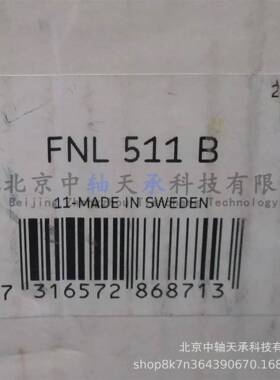 FNL 511 B
北京中轴天承科技有限
Beijing
Technology
11-MADE IN SWEDEN
7 316572 868713
北京中轴天承科技有限
shop8k7n364390670.168